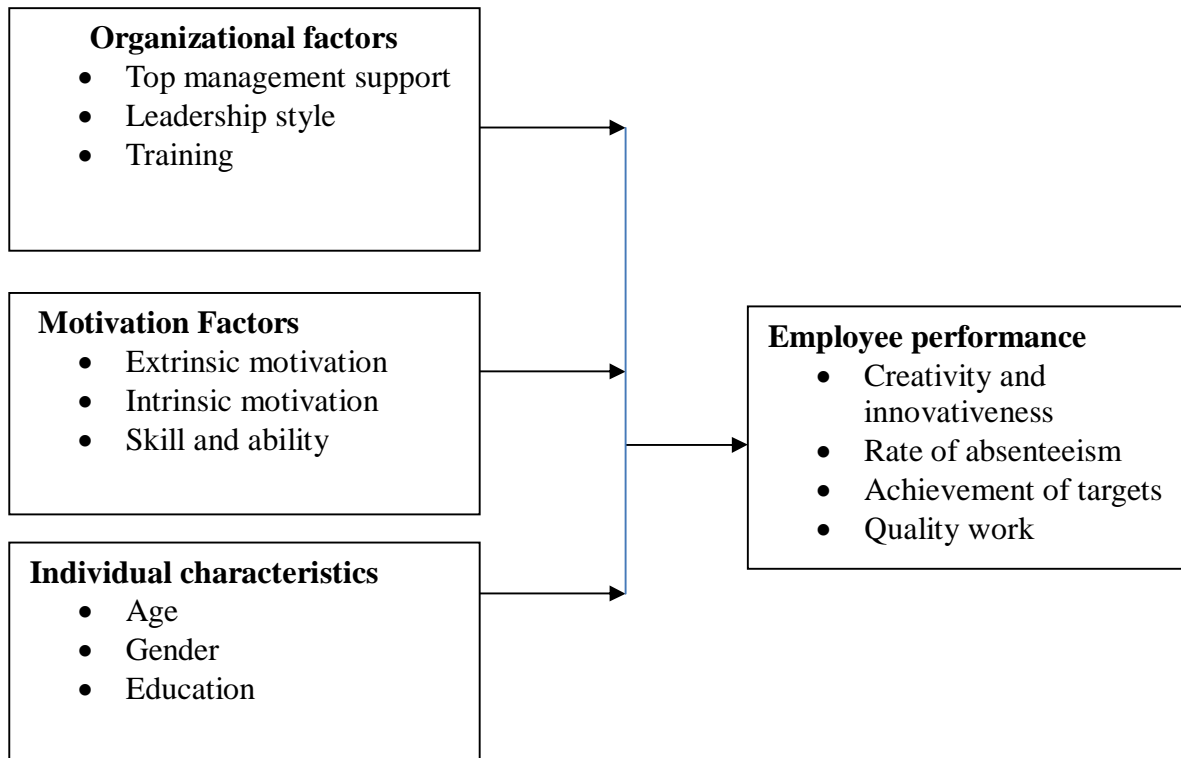 Organizational factors
• Top management support
• Leadership style
• Training
Motivation Factors
• Extrinsic motivation
• Intrinsic motivation
• Skill and ability
Individual characteristics
• Age
• Gender
• Education
Employee performance
• Creativity and
innovativeness
• Rate of absenteeism
• Achievement of targets
• Quality work